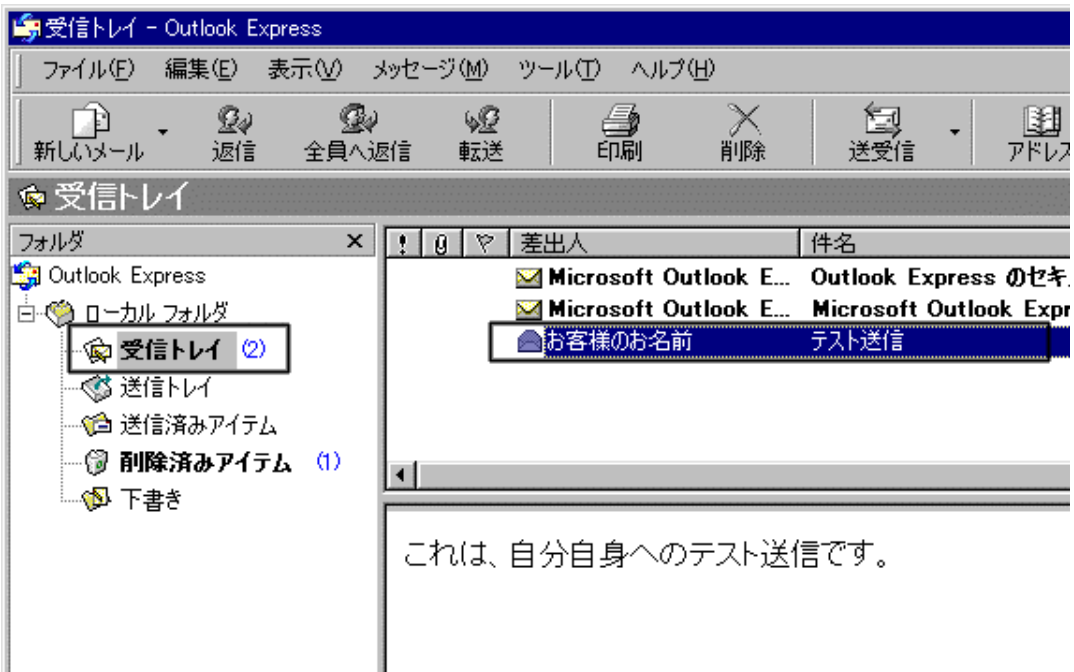 受信トレイ - Outlook Express
ファイル(F) 編集(E) 表示(V) メッセージ(M) ツール(T) ヘルプ(H)
新しいメール 返信 全員へ返信 転送 印刷 削除 送受信 アドレス
受信トレイ
フォルダ
差出人 件名
Outlook Express
Microsoft Outlook E... Outlook Express のセキュ
ローカル フォルダ
Microsoft Outlook E... Microsoft Outlook Expr
受信トレイ (2)
お客様のお名前 テスト送信
送信トレイ
送信済みアイテム
削除済みアイテム (1)
下書き
これは、自分自身へのテスト送信です。